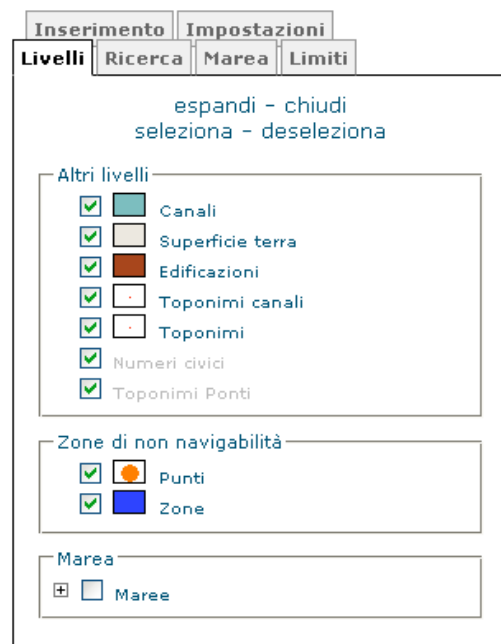 Inserimento Impostazioni
Livelli Ricerca Marea Limiti
espandi - chiudi
seleziona - deseleziona
Altri livelli
Canali
Superficie terra
Edificazioni
Toponimi canali
Toponimi
Numeri civici
Toponimi Ponti
Zone di non navigabilità
Punti
Zone
Marea
Maree